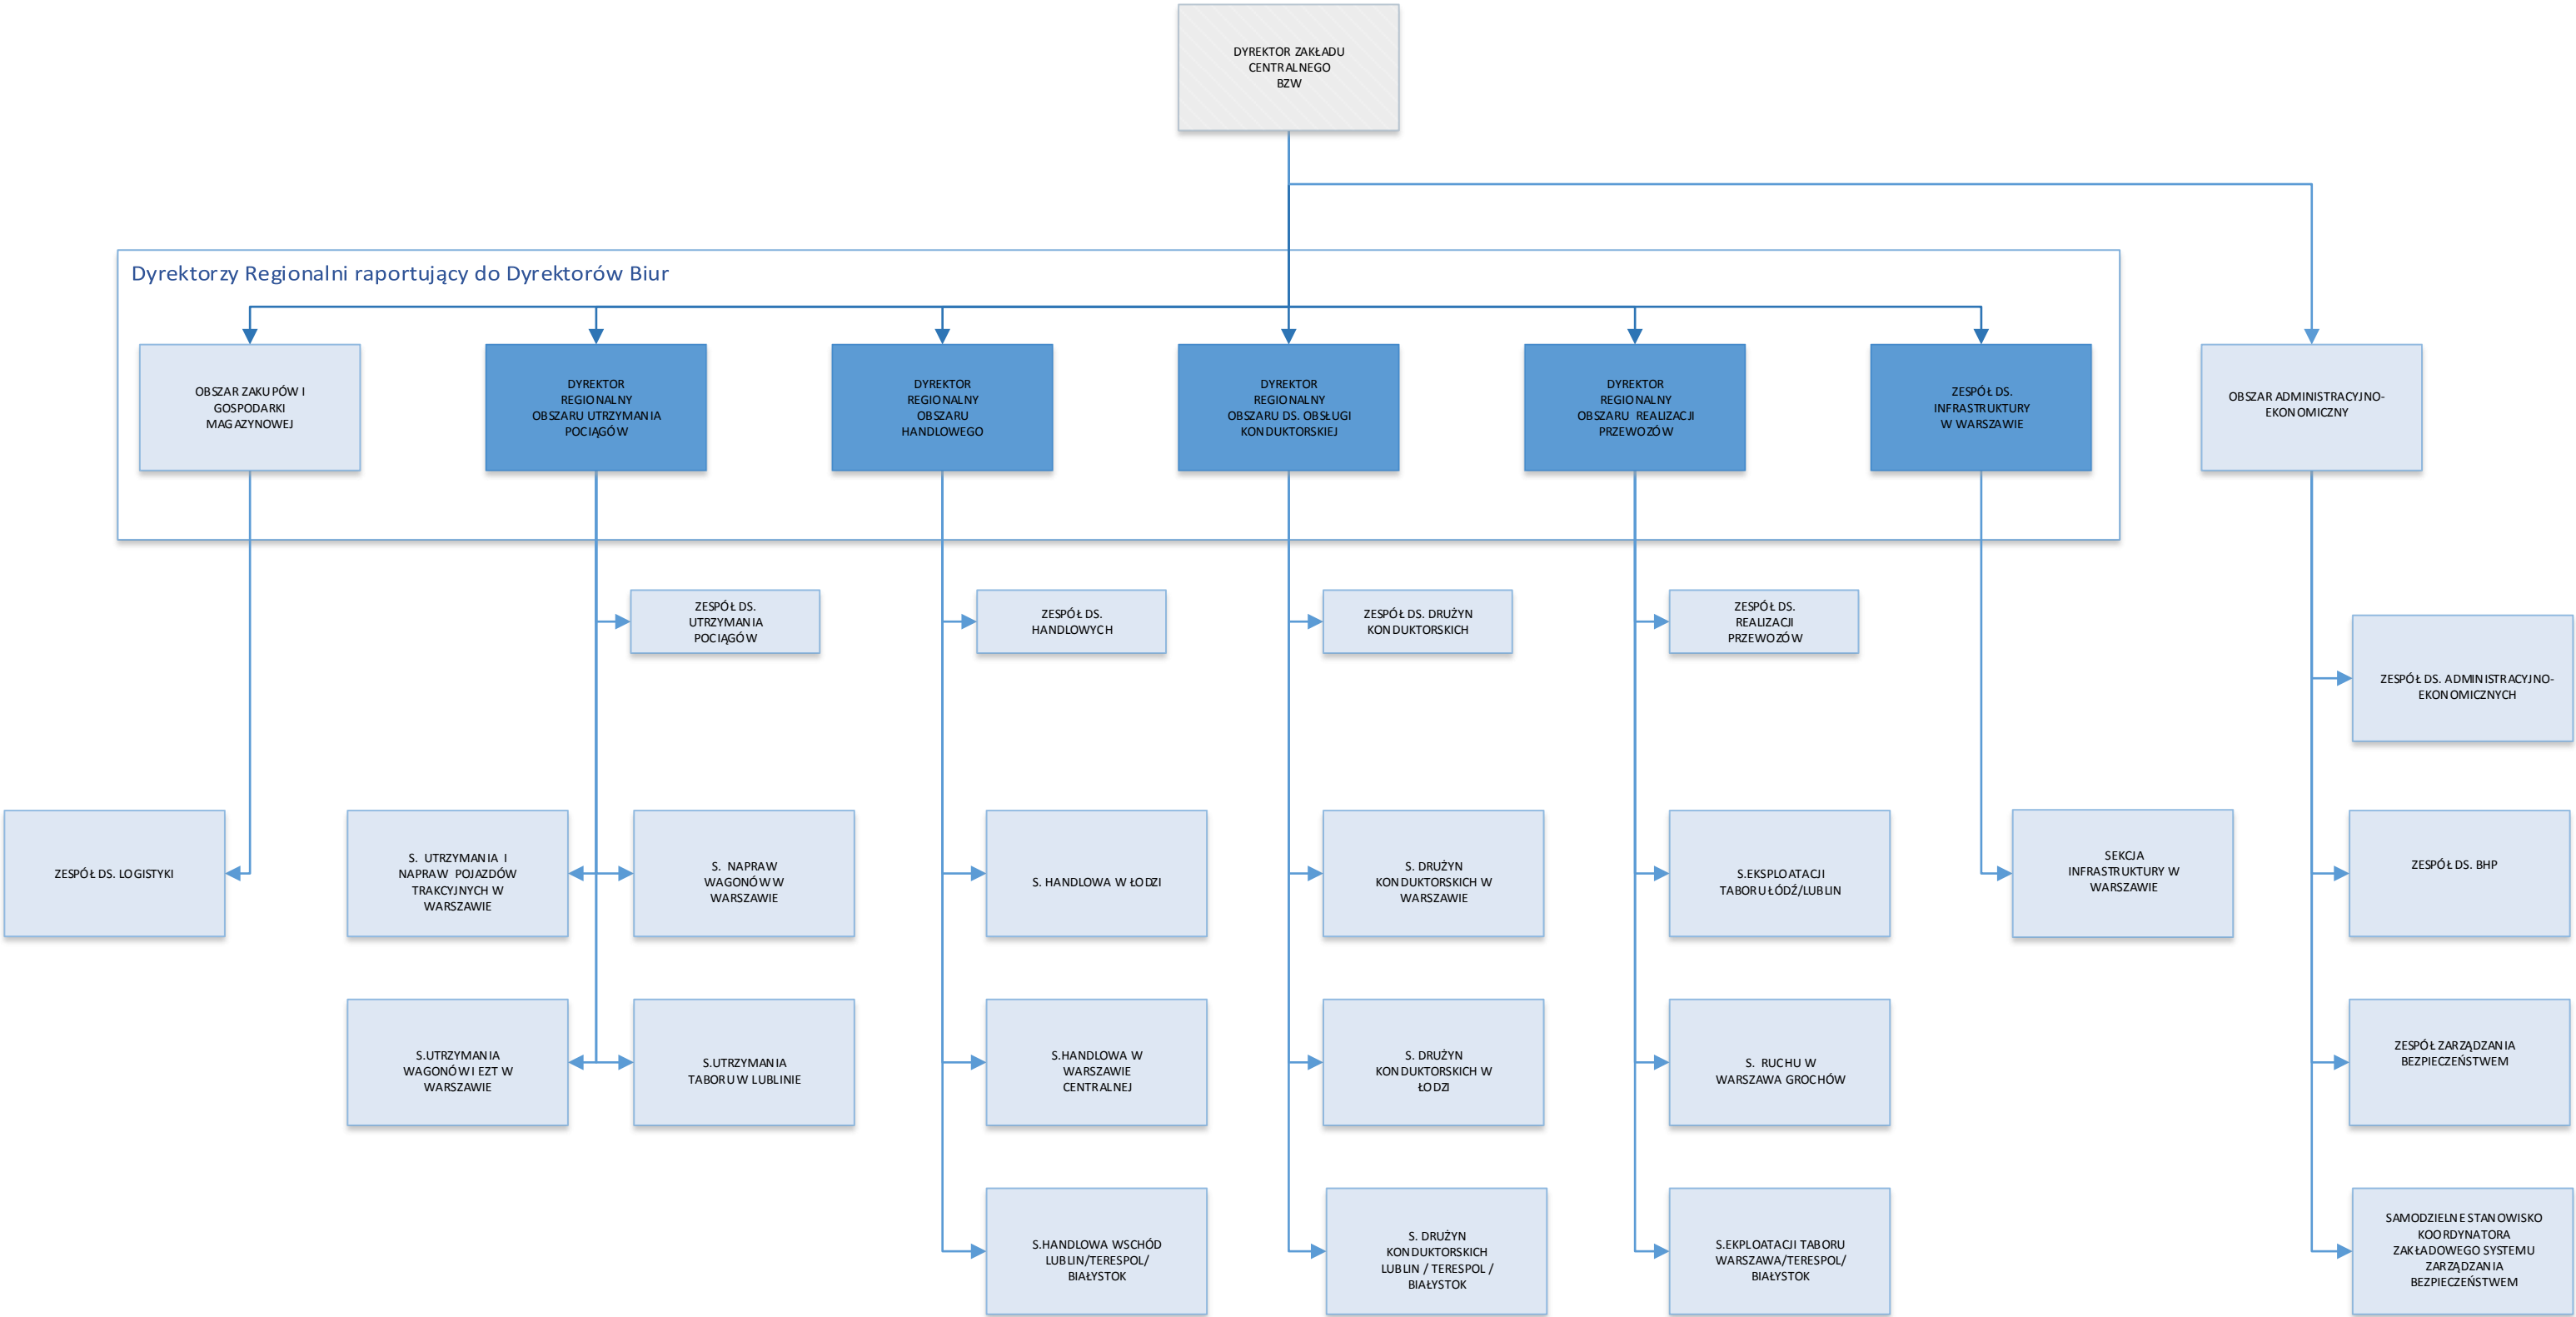 DYREKTOR ZAKŁADU
CENTRALNEGO
BZW
Dyrektorzy Regionalni raportujący do Dyrektorów Biur
OBSZAR ZAKUPÓW I
GOSPODARKI
MAGAZYNOWEJ
DYREKTOR
REGIONALNY
OBSZARU UTRZYMANIA
POCIĄGÓW
DYREKTOR
REGIONALNY
OBSZARU
HANDLOWEGO
DYREKTOR
REGIONALNY
OBSZARU DS. OBSŁUGI
KONDUKTORSKIEJ
DYREKTOR
REGIONALNY
OBSZARU REALIZACJI
PRZEWOZÓW
ZESPÓŁ DS.
INFRASTRUKTURY
W WARSZAWIE
OBSZAR ADMINISTRACYJNO-
EKONOMICZNY
ZESPÓŁ DS.
UTRZYMANIA
POCIĄGÓW
ZESPÓŁ DS.
HANDLOWYCH
ZESPÓŁ DS. DRUŻYN
KONDUKTORSKICH
ZESPÓŁ DS.
REALIZACJI
PRZEWOZÓW
ZESPÓŁ DS. ADMINISTRACYJNO-
EKONOMICZNYCH
ZESPÓŁ DS. LOGISTYKI
S. UTRZYMANIA I
NAPRAW POJAZDÓW
TRAKCYJNYCH W
WARSZAWIE
S. NAPRAW
WAGONÓW W
WARSZAWIE
S. HANDLOWA W ŁODZI
S. DRUŻYN
KONDUKTORSKICH W
WARSZAWIE
S.EKSPLOATACJI
TABORU ŁÓDŹ/LUBLIN
SEKCJA
INFRASTRUKTURY W
WARSZAWIE
ZESPÓŁ DS. BHP
S.UTRZYMANIA
WAGONÓW I EZT W
WARSZAWIE
S.UTRZYMANIA
TABORU W LUBLINIE
S.HANDLOWA W
WARSZAWIE
CENTRALNEJ
S. DRUŻYN
KONDUKTORSKICH W
ŁODZI
S. RUCHU W
WARSZAWA GROCHÓW
ZESPÓŁ ZARZĄDZANIA
BEZPIECZEŃSTWEM
S.HANDLOWA WSCHÓD
LUBLIN/TERESPOL/
BIAŁYSTOK
S. DRUŻYN
KONDUKTORSKICH
LUBLIN / TERESPOL /
BIAŁYSTOK
S.EKPLOATACJI TABORU
WARSZAWA/TERESPOL/
BIAŁYSTOK
SAMODZIELNE STANOWISKO
KOORDYNATORA
ZAKŁADOWEGO SYSTEMU
ZARZĄDZANIA
BEZPIECZEŃSTWEM